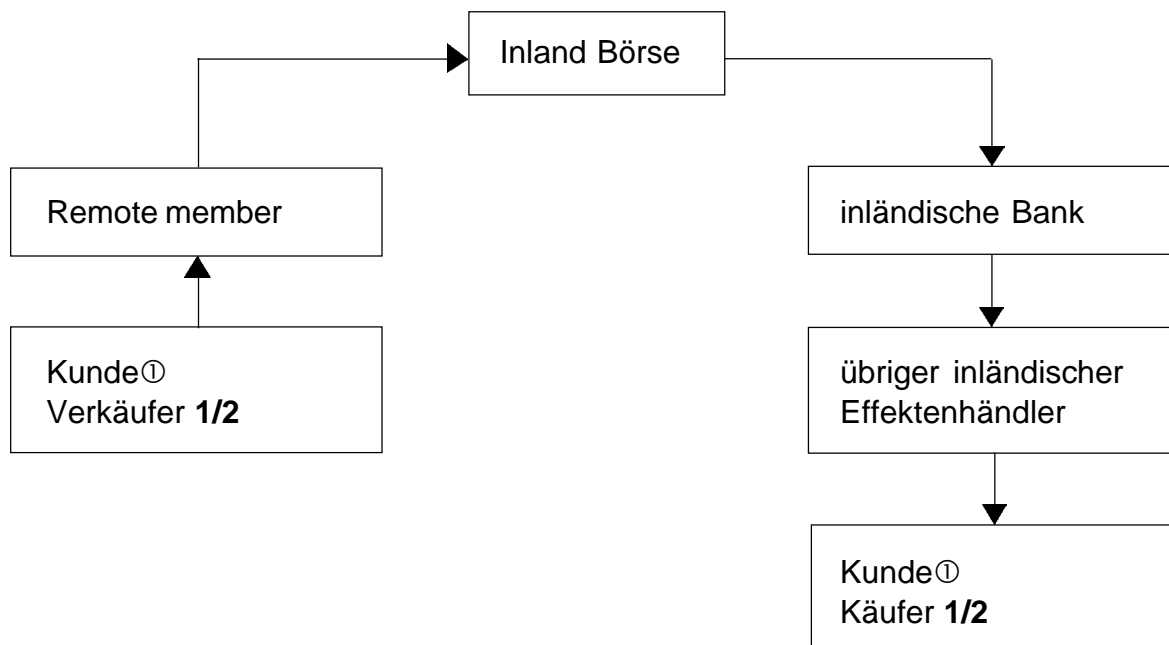 Inland Börse
Remote member
inländische Bank
Kunde①
Verkäufer 1/2
übriger inländischer
Effektenhändler
Kunde①
Käufer 1/2